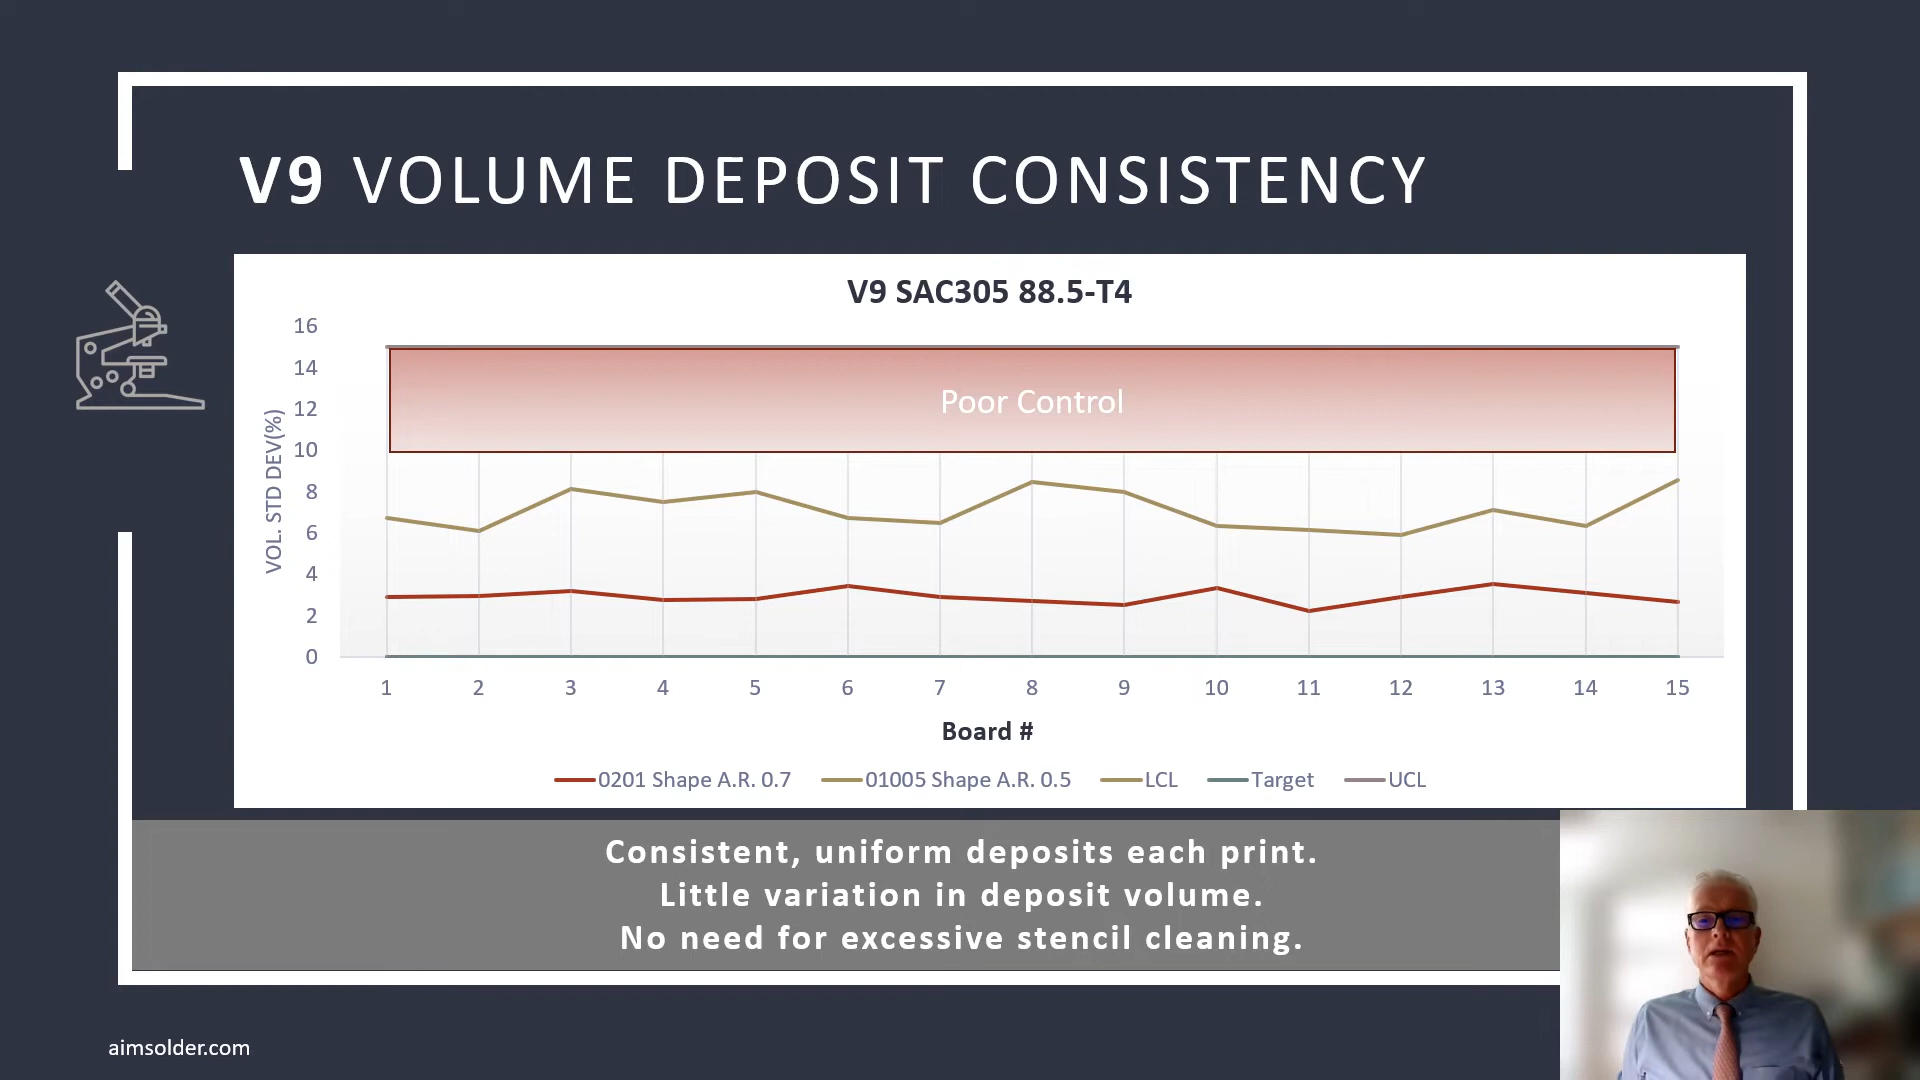 V9 VOLUME DEPOSIT CONSISTENCY
V9 SAC305 88.5-T4
VOL. STD DEV(%)
16
14
12
10
8
6
4
2
0
Poor Control
1 2 3 4 5 6 7 8 9 10 11 12 13 14 15
Board #
0201 Shape A.R. 0.7 01005 Shape A.R. 0.5 LCL Target UCL
Consistent, uniform deposits each print.
Little variation in deposit volume.
No need for excessive stencil cleaning.
aimsolder.com